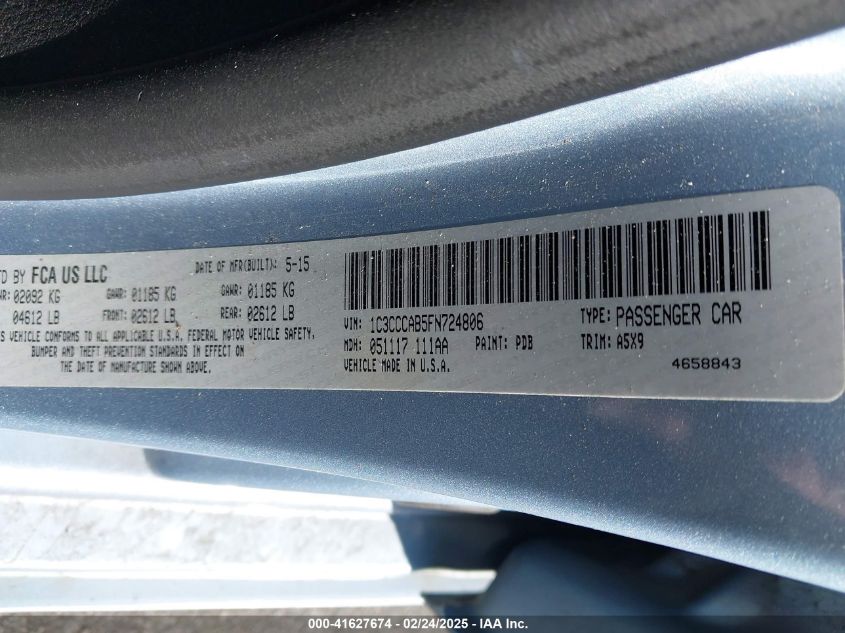 FCA US LLC DATE OF MFR(BUILT): 5-15
02092 KG GAWR: 01185 KG GAWR: 01185 KG
04612 LB FRONT: 02612 LB REAR: 02612 LB
VEHICLE CONFORMS TO ALL APPLICABLE U.S.A. FEDERAL MOTOR VEHICLE SAFETY,
BUMPER AND THEFT PREVENTION STANDARDS IN EFFECT ON
THE DATE OF MANUFACTURE SHOWN ABOVE.
VIN: 1C3CCCAB5FN724806 TYPE: PASSENGER CAR
MDH: 051117 111AA PAINT: PDB TRIM: A5X9
VEHICLE MADE IN U.S.A. 4658843
000-41627674 - 02/24/2025 - IAA Inc.